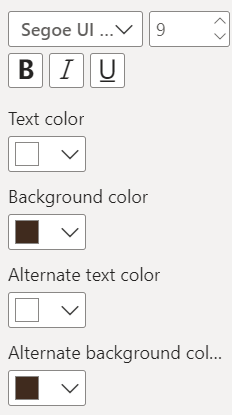 Segoe UI ... 9
B I U
Text color
Background color
Alternate text color
Alternate background col...